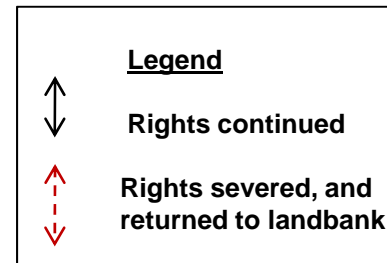 Legend
Rights continued
Rights severed, and
returned to landbank